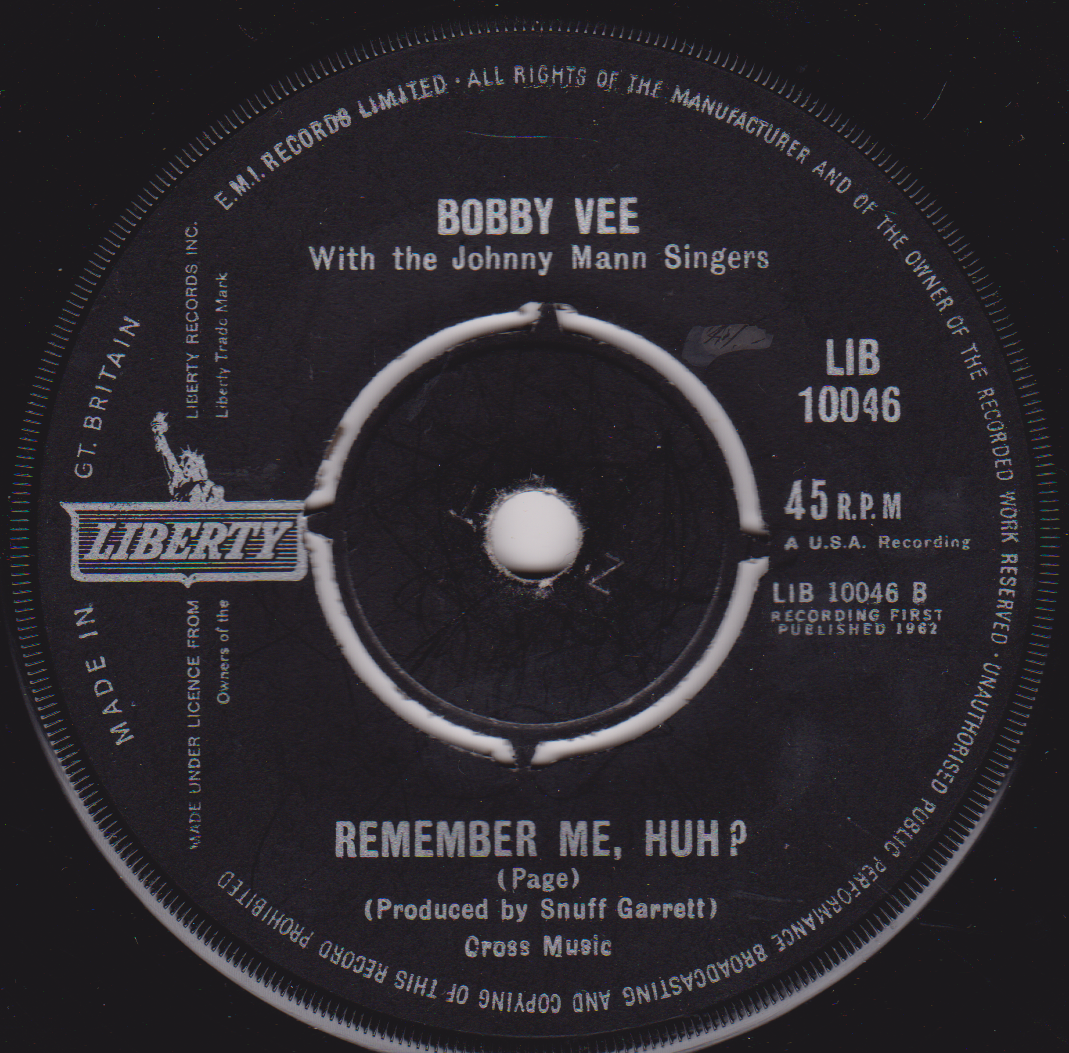 E.M.I. RECORDS LIMITED · ALL RIGHTS OF THE MANUFACTURER AND OF THE OWNER OF THE RECORDED WORK RESERVED · UNAUTHORISED PUBLIC PERFORMANCE BROADCASTING AND COPYING OF THIS RECORD PROHIBITED
BOBBY VEE
With the Johnny Mann Singers
MADE IN GT. BRITAIN
MADE UNDER LICENCE FROM LIBERTY RECORDS INC.
Owners of the Liberty Trade Mark
LIBERTY
LIB
10046
45 R.P.M
A U.S.A. Recording
LIB 10046 B
RECORDING FIRST
PUBLISHED 1962
REMEMBER ME, HUH?
(Page)
(Produced by Snuff Garrett)
Cross Music